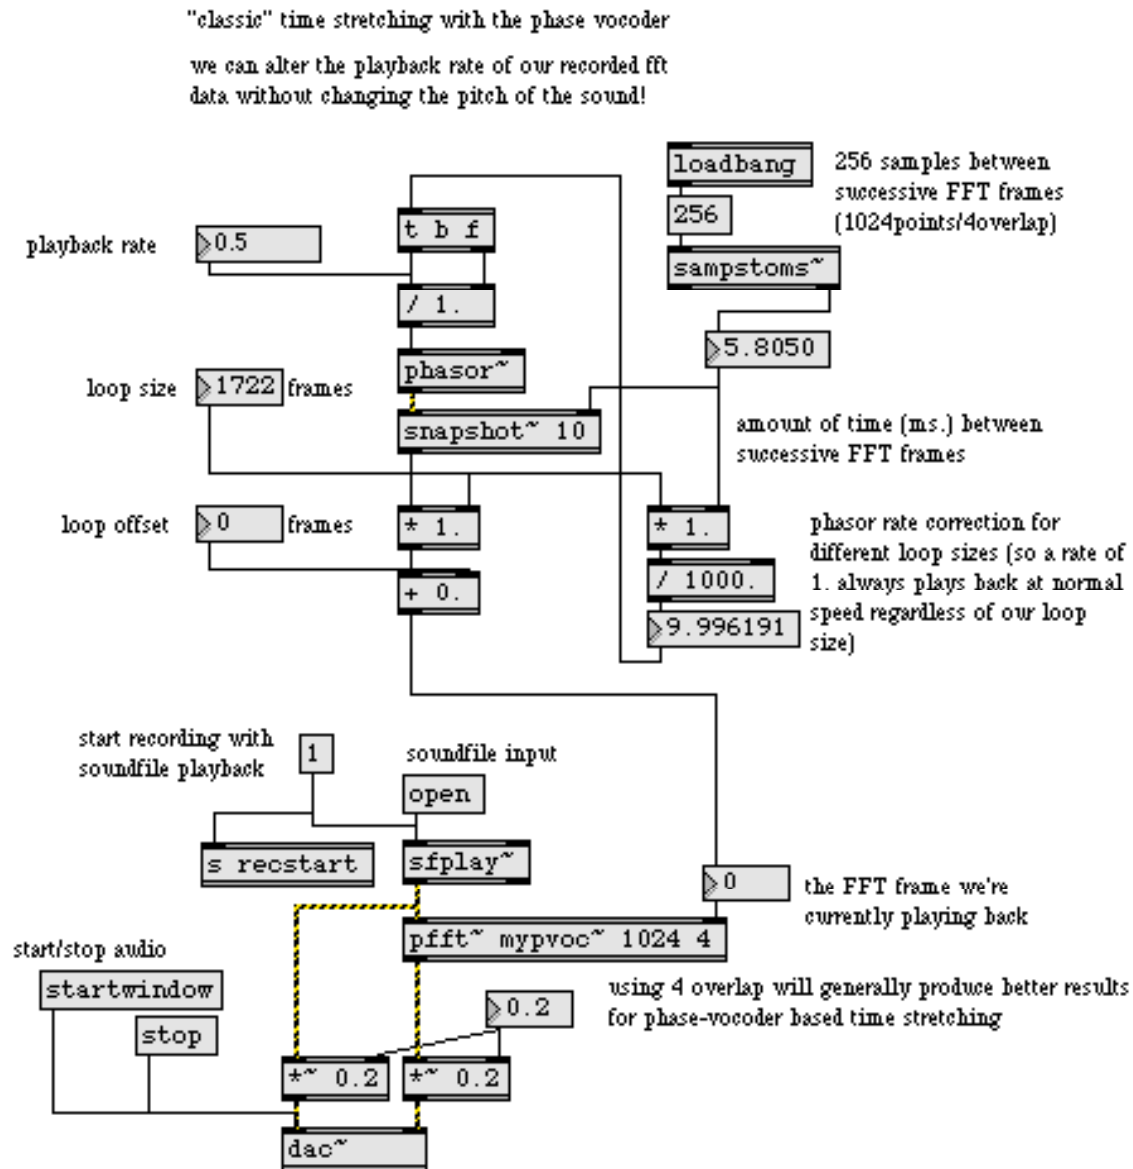 "classic" time stretching with the phase vocoder
we can alter the playback rate of our recorded fft
data without changing the pitch of the sound!
loadbang
256 samples between
successive FFT frames
(1024points/4overlap)
256
t b f
playback rate
0.5
sampstoms~
/ 1.
5.8050
phasor~
loop size
1722
frames
snapshot~ 10
amount of time (ms.) between
successive FFT frames
loop offset
0
frames
* 1.
* 1.
phasor rate correction for
different loop sizes (so a rate of
1. always plays back at normal
speed regardless of our loop
size)
/ 1000.
+ 0.
9.996191
start recording with
soundfile playback
1
soundfile input
open
s recstart
sfplay~
0
the FFT frame we're
currently playing back
pfft~ mypvoc~ 1024 4
start/stop audio
startwindow
using 4 overlap will generally produce better results
for phase-vocoder based time stretching
0.2
stop
*~ 0.2
*~ 0.2
dac~